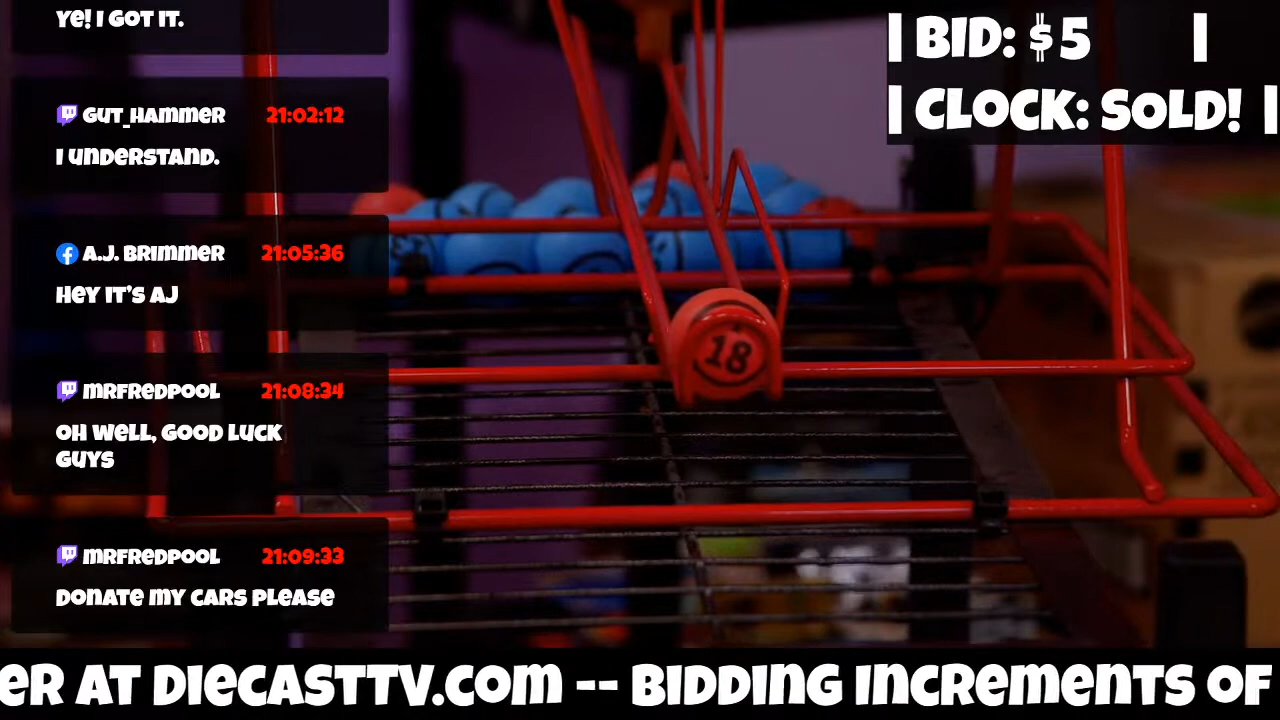 Ye! I got it.
Gut_Hammer 21:02:12
I understand.
A.J. Brimmer 21:05:36
Hey it's AJ
mrfredpool 21:08:34
Oh well, good luck
guys
mrfredpool 21:09:33
Donate my cars please
| BID: $5 |
| CLOCK: SOLD! |
18
er at DiecastTV.com -- Bidding increments of